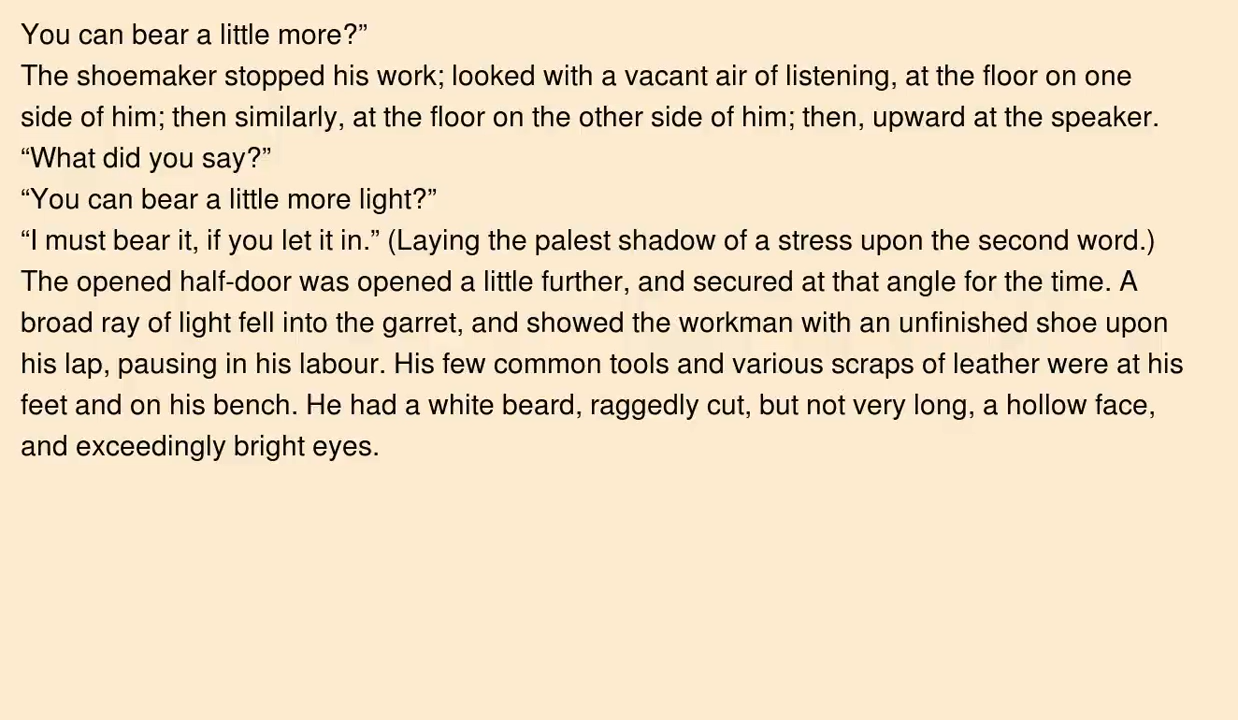 You can bear a little more?”
The shoemaker stopped his work; looked with a vacant air of listening, at the floor on one
side of him; then similarly, at the floor on the other side of him; then, upward at the speaker.
“What did you say?”
“You can bear a little more light?”
“I must bear it, if you let it in.” (Laying the palest shadow of a stress upon the second word.)
The opened half-door was opened a little further, and secured at that angle for the time. A
broad ray of light fell into the garret, and showed the workman with an unfinished shoe upon
his lap, pausing in his labour. His few common tools and various scraps of leather were at his
feet and on his bench. He had a white beard, raggedly cut, but not very long, a hollow face,
and exceedingly bright eyes.